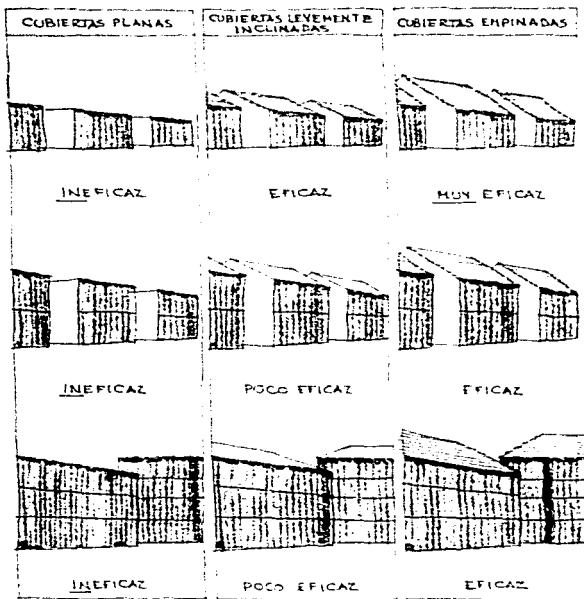 CUBIERTAS PLANAS
CUBIERTAS LEVEMENTE
INCLINADAS
CUBIERTAS EMPINADAS
INEFICAZ
EFICAZ
MUY EFICAZ
INEFICAZ
POCO EFICAZ
EFICAZ
INEFICAZ
POCO EFICAZ
EFICAZ